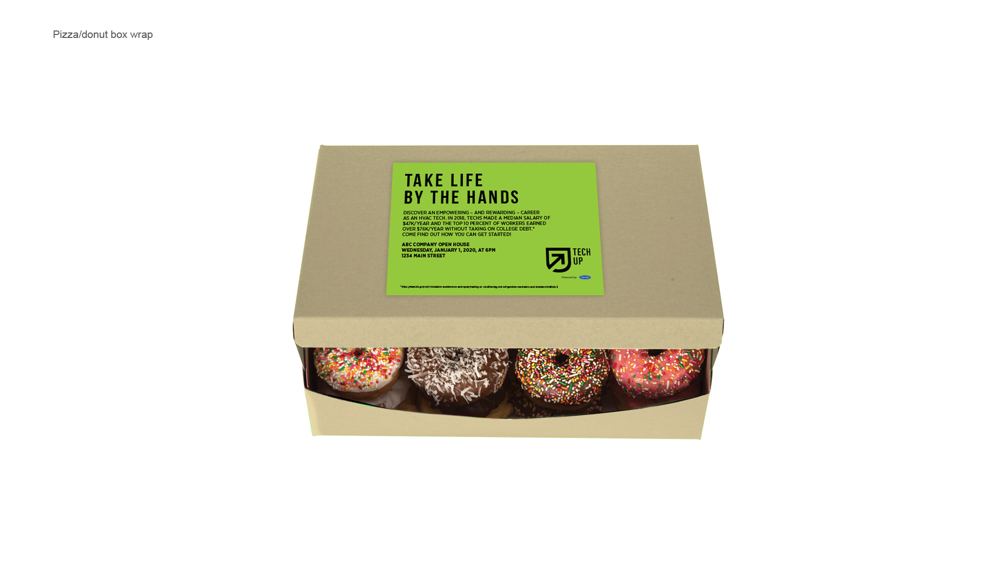 Pizza/donut box wrap
TAKE LIFE
BY THE HANDS
DISCOVER AN EMPOWERING – AND REWARDING – CAREER
AS AN HVAC TECH. IN 2018, TECHS MADE A MEDIAN SALARY OF
$47K/YEAR AND THE TOP 10 PERCENT OF WORKERS EARNED
OVER $76K/YEAR WITHOUT TAKING ON COLLEGE DEBT.*
COME FIND OUT HOW YOU CAN GET STARTED!
ABC COMPANY OPEN HOUSE
WEDNESDAY, JANUARY 1, 2020, AT 6PM
1234 MAIN STREET
TECH
UP
Powered by Carrier